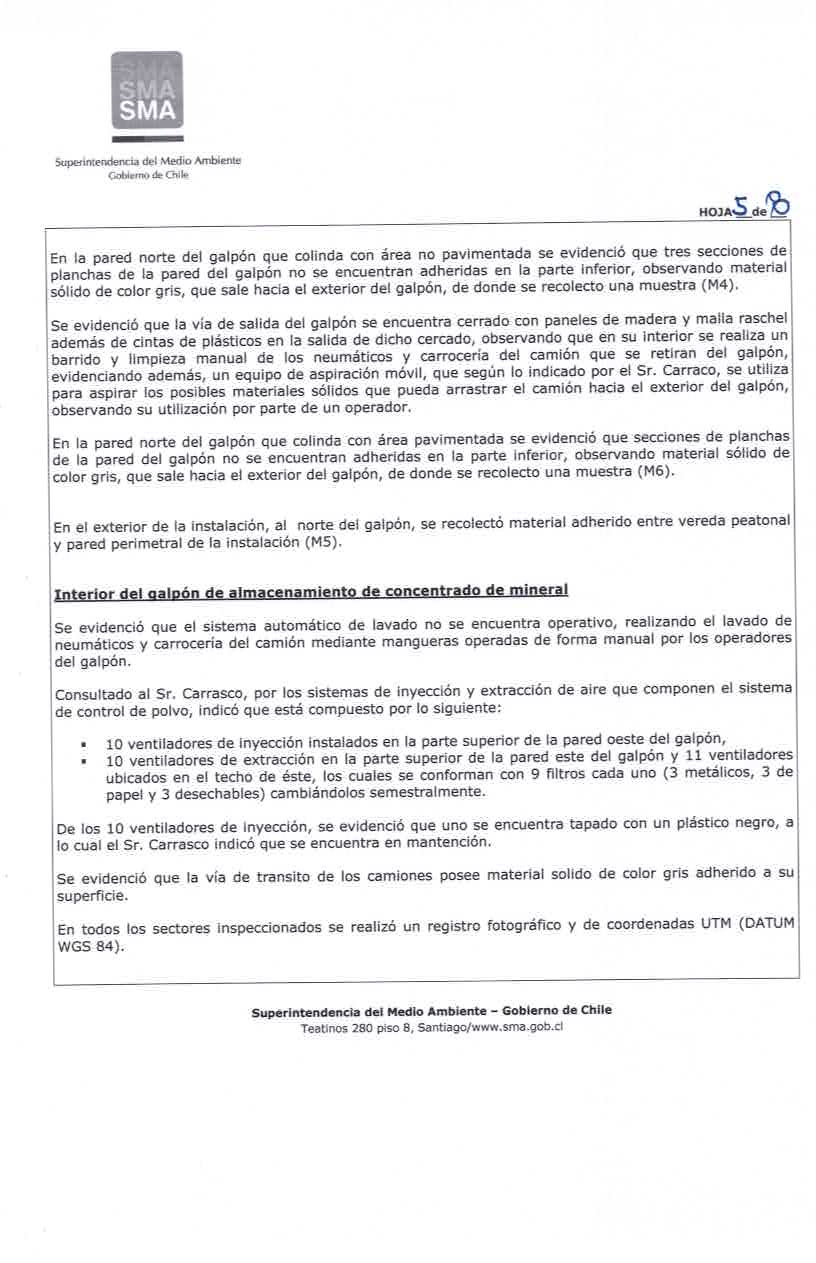 SMA
SMA
SMA
Superintendencia del Medio Ambiente
Gobierno de Chile
HOJA 5 de 8
En la pared norte del galpón que colinda con área no pavimentada se evidenció que tres secciones de
planchas de la pared del galpón no se encuentran adheridas en la parte inferior, observando material
sólido de color gris, que sale hacia el exterior del galpón, de donde se recolecto una muestra (M4).
Se evidenció que la vía de salida del galpón se encuentra cerrado con paneles de madera y malla raschel
además de cintas de plásticos en la salida de dicho cercado, observando que en su interior se realiza un
barrido y limpieza manual de los neumáticos y carrocería del camión que se retiran del galpón,
evidenciando además, un equipo de aspiración móvil, que según lo indicado por el Sr. Carraco, se utiliza
para aspirar los posibles materiales sólidos que pueda arrastrar el camión hacia el exterior del galpón,
observando su utilización por parte de un operador.
En la pared norte del galpón que colinda con área pavimentada se evidenció que secciones de planchas
de la pared del galpón no se encuentran adheridas en la parte inferior, observando material sólido de
color gris, que sale hacia el exterior del galpón, de donde se recolecto una muestra (M6).
En el exterior de la instalación, al norte del galpón, se recolectó material adherido entre vereda peatonal
y pared perimetral de la instalación (M5).
Interior del galpón de almacenamiento de concentrado de mineral
Se evidenció que el sistema automático de lavado no se encuentra operativo, realizando el lavado de
neumáticos y carrocería del camión mediante mangueras operadas de forma manual por los operadores
del galpón.
Consultado al Sr. Carrasco, por los sistemas de inyección y extracción de aire que componen el sistema
de control de polvo, indicó que está compuesto por lo siguiente:
▪ 10 ventiladores de inyección instalados en la parte superior de la pared oeste del galpón,
▪ 10 ventiladores de extracción en la parte superior de la pared este del galpón y 11 ventiladores
ubicados en el techo de éste, los cuales se conforman con 9 filtros cada uno (3 metálicos, 3 de
papel y 3 desechables) cambiándolos semestralmente.
De los 10 ventiladores de inyección, se evidenció que uno se encuentra tapado con un plástico negro, a
lo cual el Sr. Carrasco indicó que se encuentra en mantención.
Se evidenció que la vía de transito de los camiones posee material solido de color gris adherido a su
superficie.
En todos los sectores inspeccionados se realizó un registro fotográfico y de coordenadas UTM (DATUM
WGS 84).
Superintendencia del Medio Ambiente – Gobierno de Chile
Teatinos 280 piso 8, Santiago/www.sma.gob.cl